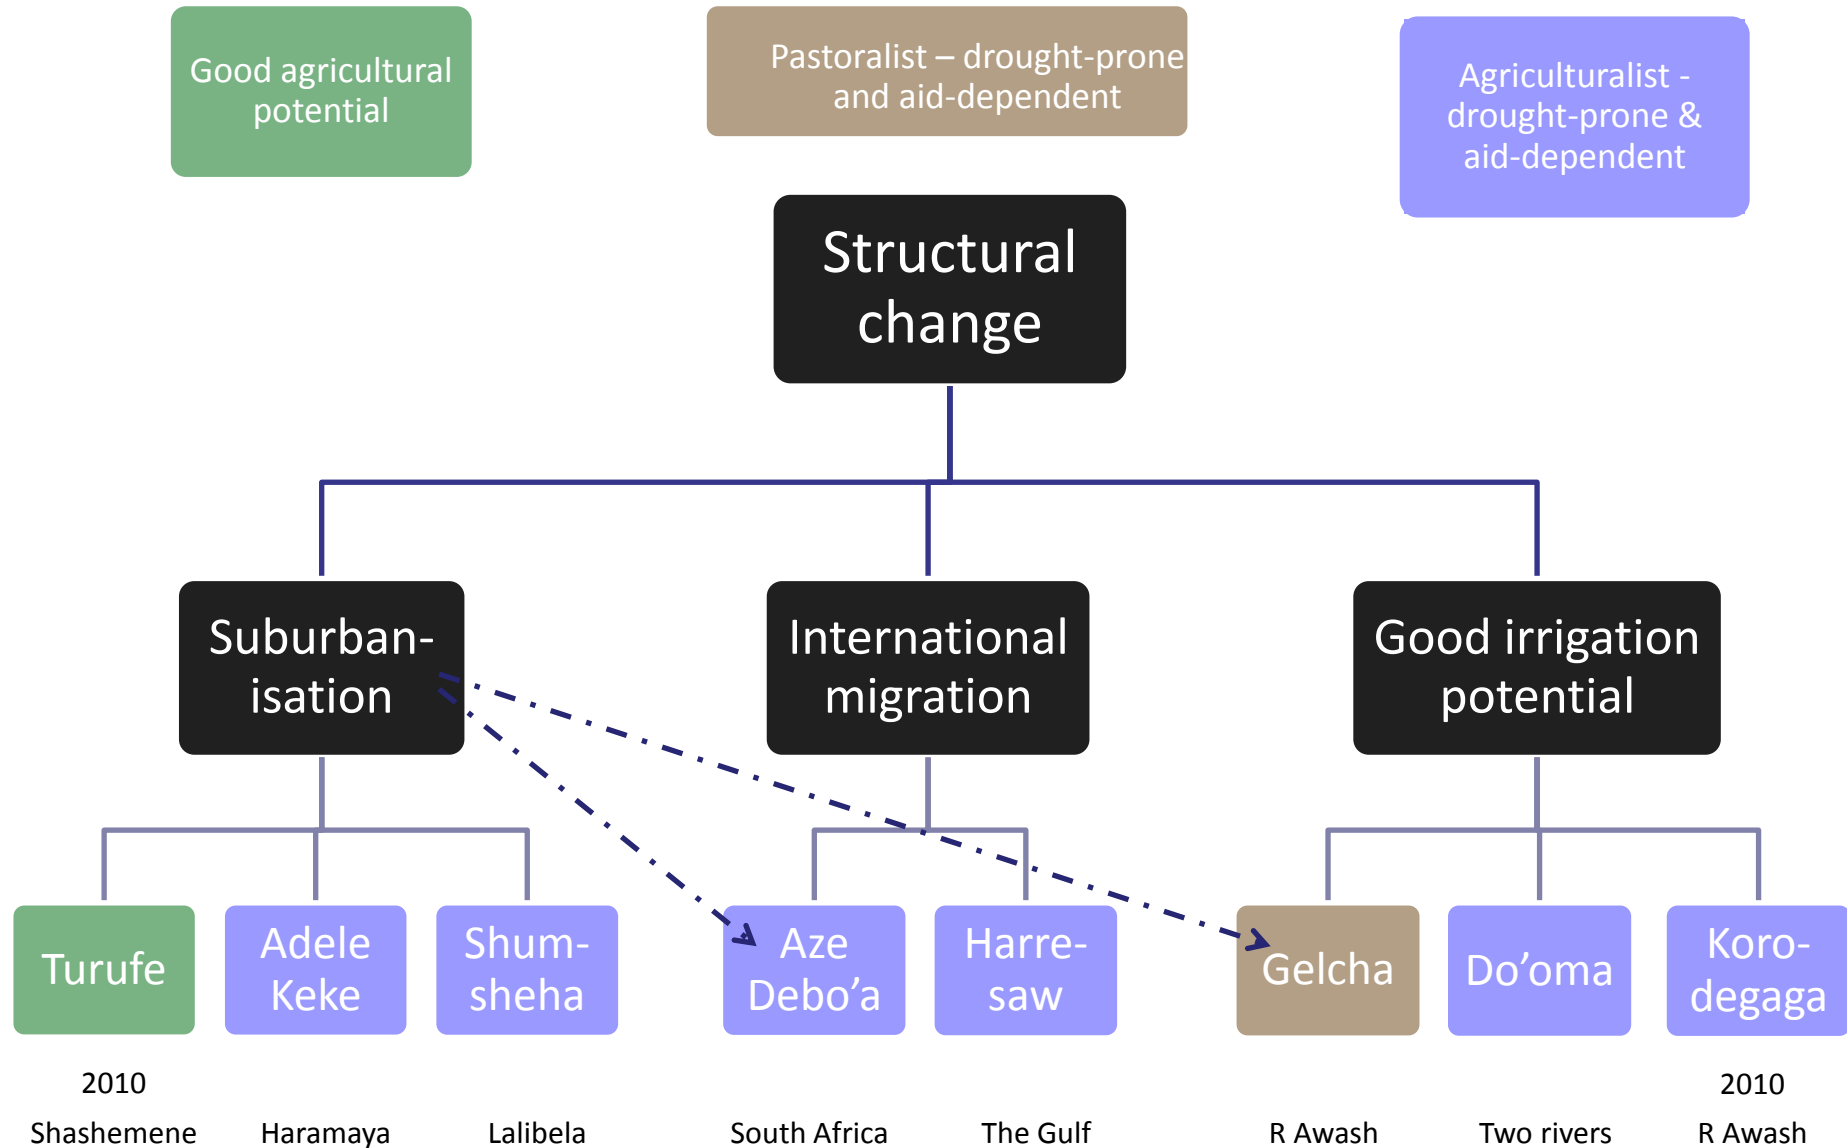 Good agricultural
potential
Pastoralist – drought-prone
and aid-dependent
Agriculturalist -
drought-prone &
aid-dependent
Structural
change
Suburban-
isation
International
migration
Good irrigation
potential
Turufe
Adele
Keke
Shum-
sheha
Aze
Debo’a
Harre-
saw
Gelcha
Do’oma
Koro-
degaga
2010
2010
Shashemene
Haramaya
Lalibela
South Africa
The Gulf
R Awash
Two rivers
R Awash